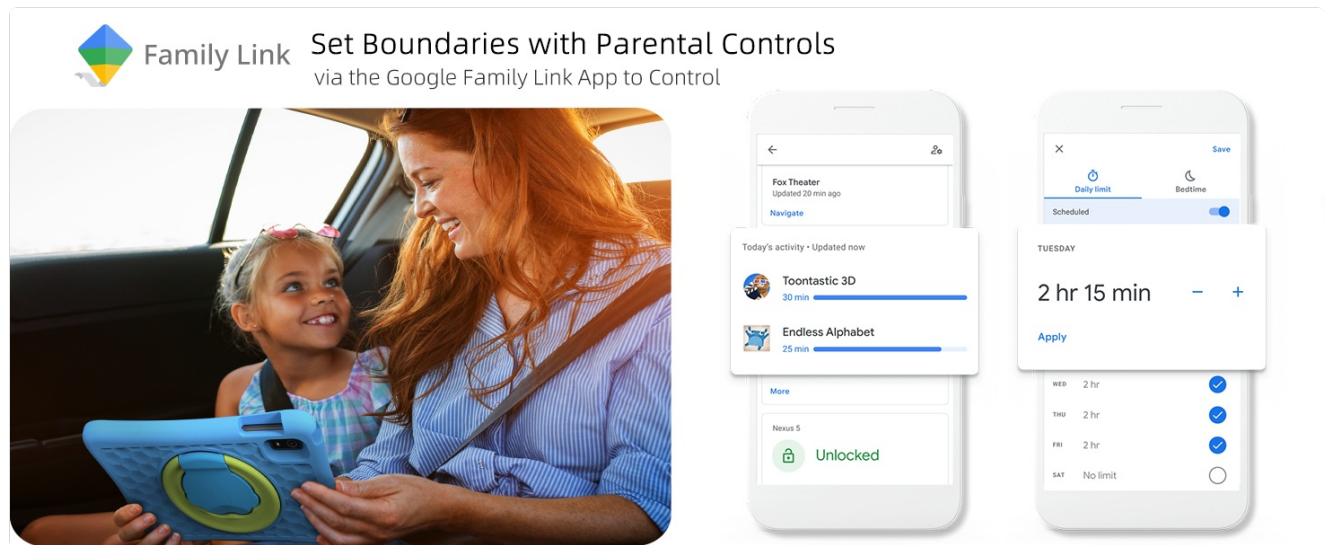 Family Link
Set Boundaries with Parental Controls
via the Google Family Link App to Control
Fox Theater
Updated 20 min ago
Navigate
Today's activity • Updated now
Toontastic 3D
30 min
Endless Alphabet
25 min
More
Nexus 5
Unlocked
Save
Daily limit
Bedtime
Scheduled
TUESDAY
2 hr 15 min − +
Apply
WED 2 hr
THU 2 hr
FRI 2 hr
SAT No limit